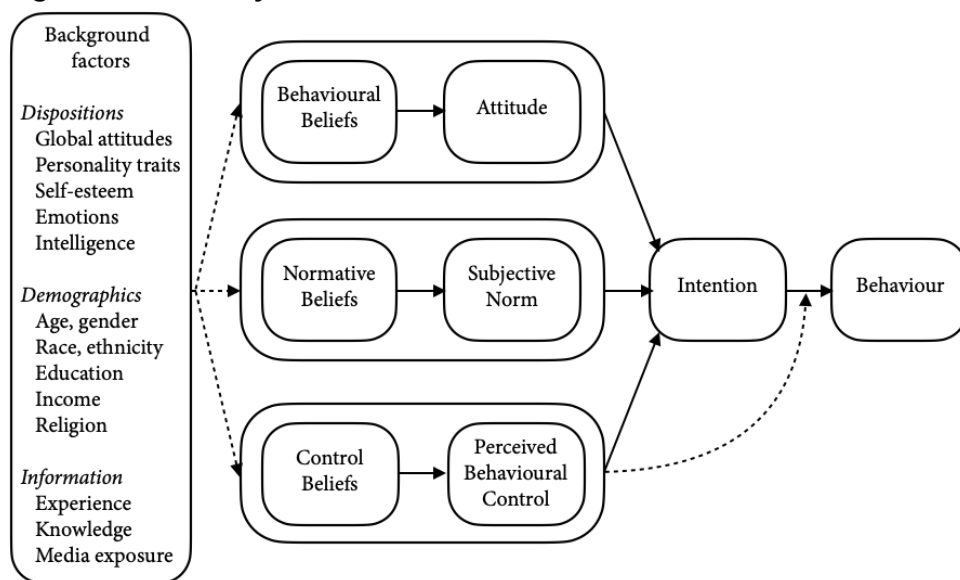 Background
factors
Dispositions
Global attitudes
Personality traits
Self-esteem
Emotions
Intelligence
Demographics
Age, gender
Race, ethnicity
Education
Income
Religion
Information
Experience
Knowledge
Media exposure
Behavioural
Beliefs
Attitude
Normative
Beliefs
Subjective
Norm
Control
Beliefs
Perceived
Behavioural
Control
Intention
Behaviour